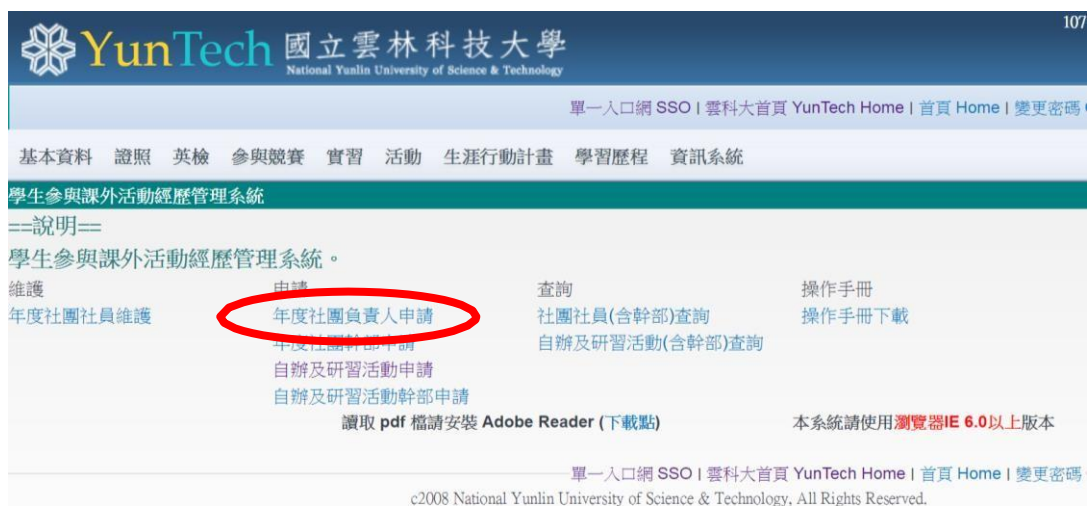 107
YunTech 國立雲林科技大學
National Yunlin University of Science & Technology
單一入口網 SSO | 雲科大首頁 YunTech Home | 首頁 Home | 變更密碼
基本資料 證照 英檢 參與競賽 實習 活動 生涯行動計畫 學習歷程 資訊系統
學生參與課外活動經歷管理系統
==說明==
學生參與課外活動經歷管理系統。
維護 申請 查詢 操作手冊
年度社團社員維護 年度社團負責人申請 社團社員(含幹部)查詢 操作手冊下載
年度社團幹部申請 自辦及研習活動(含幹部)查詢
自辦及研習活動申請
自辦及研習活動幹部申請
讀取 pdf 檔請安裝 Adobe Reader (下載點) 本系統請使用瀏覽器IE 6.0以上版本
單一入口網 SSO | 雲科大首頁 YunTech Home | 首頁 Home | 變更密碼
c2008 National Yunlin University of Science & Technology, All Rights Reserved.